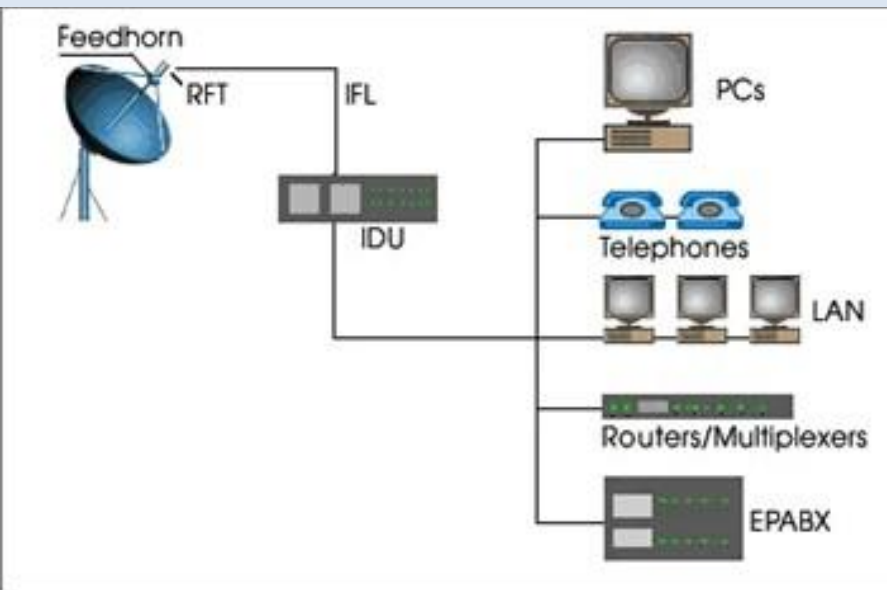 Feedhorn
RFT
IFL
IDU
PCs
Telephones
LAN
Routers/Multiplexers
EPABX